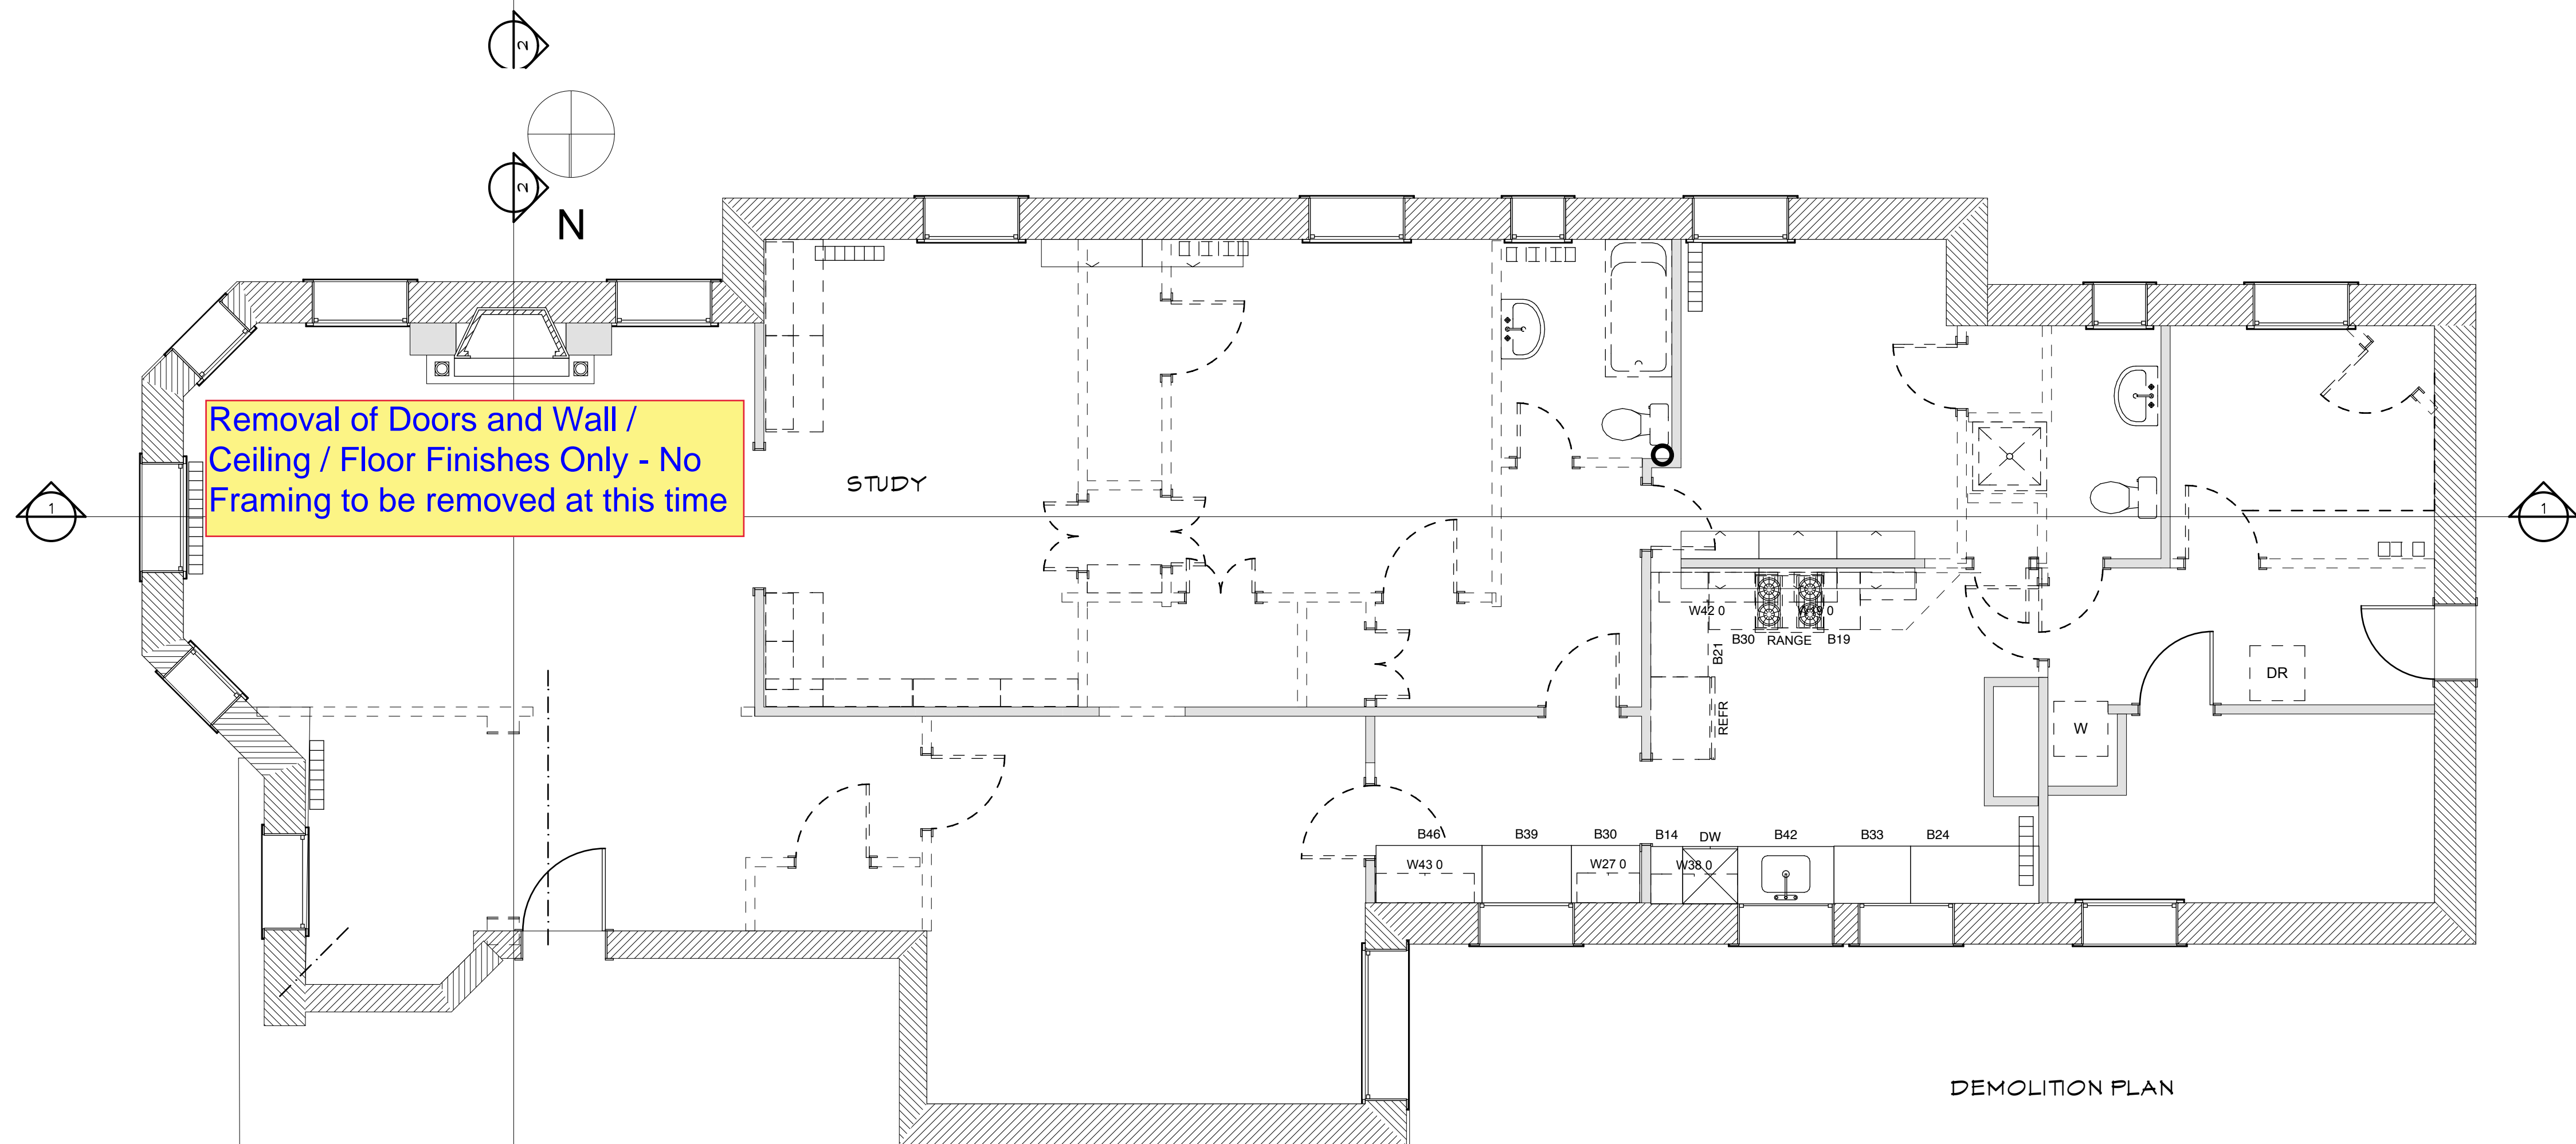 2
2
N
Removal of Doors and Wall /
Ceiling / Floor Finishes Only - No
Framing to be removed at this time
STUDY
1
1
W42 0
B30
RANGE
B19
B21
REFR
DR
W
B46
B39
B30
B14
DW
B42
B33
B24
W43 0
W27 0
W38 0
DEMOLITION PLAN